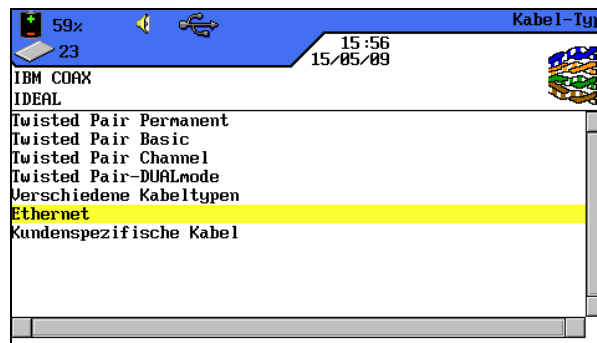 59%
Kabel-Typ
23
15:56
15/05/09
IBM COAX
IDEAL
Twisted Pair Permanent
Twisted Pair Basic
Twisted Pair Channel
Twisted Pair-DUALmode
Verschiedene Kabeltypen
Ethernet
Kundenspezifische Kabel